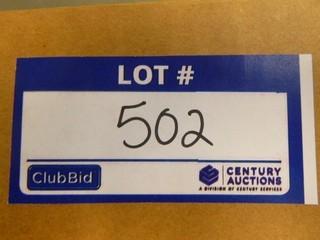 LOT #
502
ClubBid
CENTURY
AUCTIONS
A DIVISION OF CENTURY SERVICES